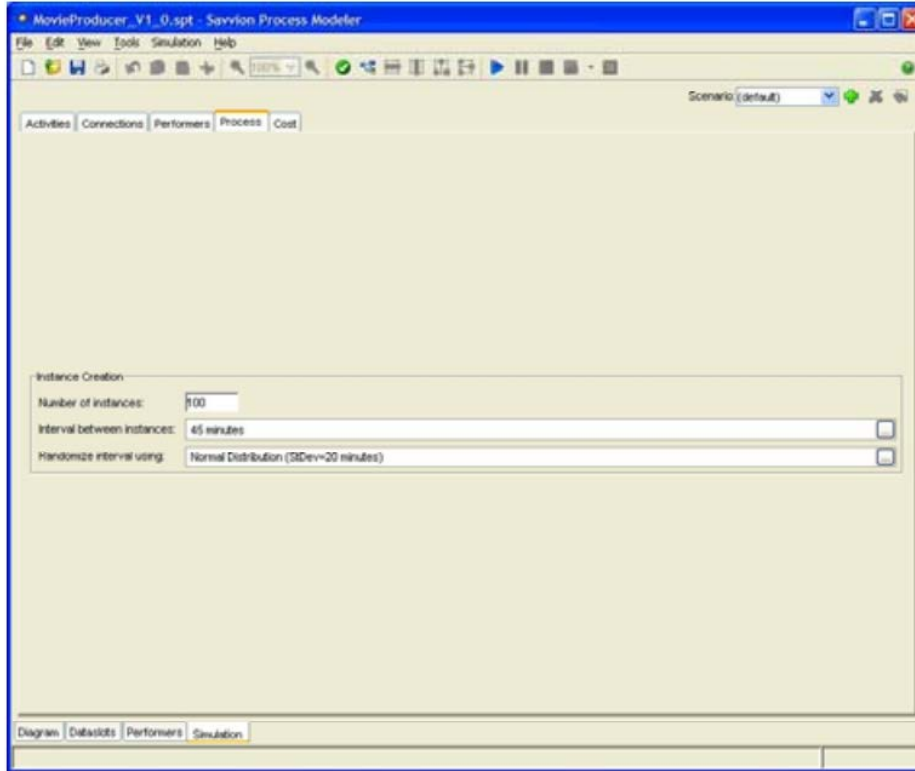 MovieProducer_V1_0.spt - Savvion Process Modeler
File Edit View Tools Simulation Help
100%
Scenario: (default)
Activities Connections Performers Process Cost
Instance Creation
Number of instances: 100
Interval between instances: 45 minutes ...
Randomize interval using: Normal Distribution (StDev=20 minutes) ...
Diagram Dataslots Performers Simulation